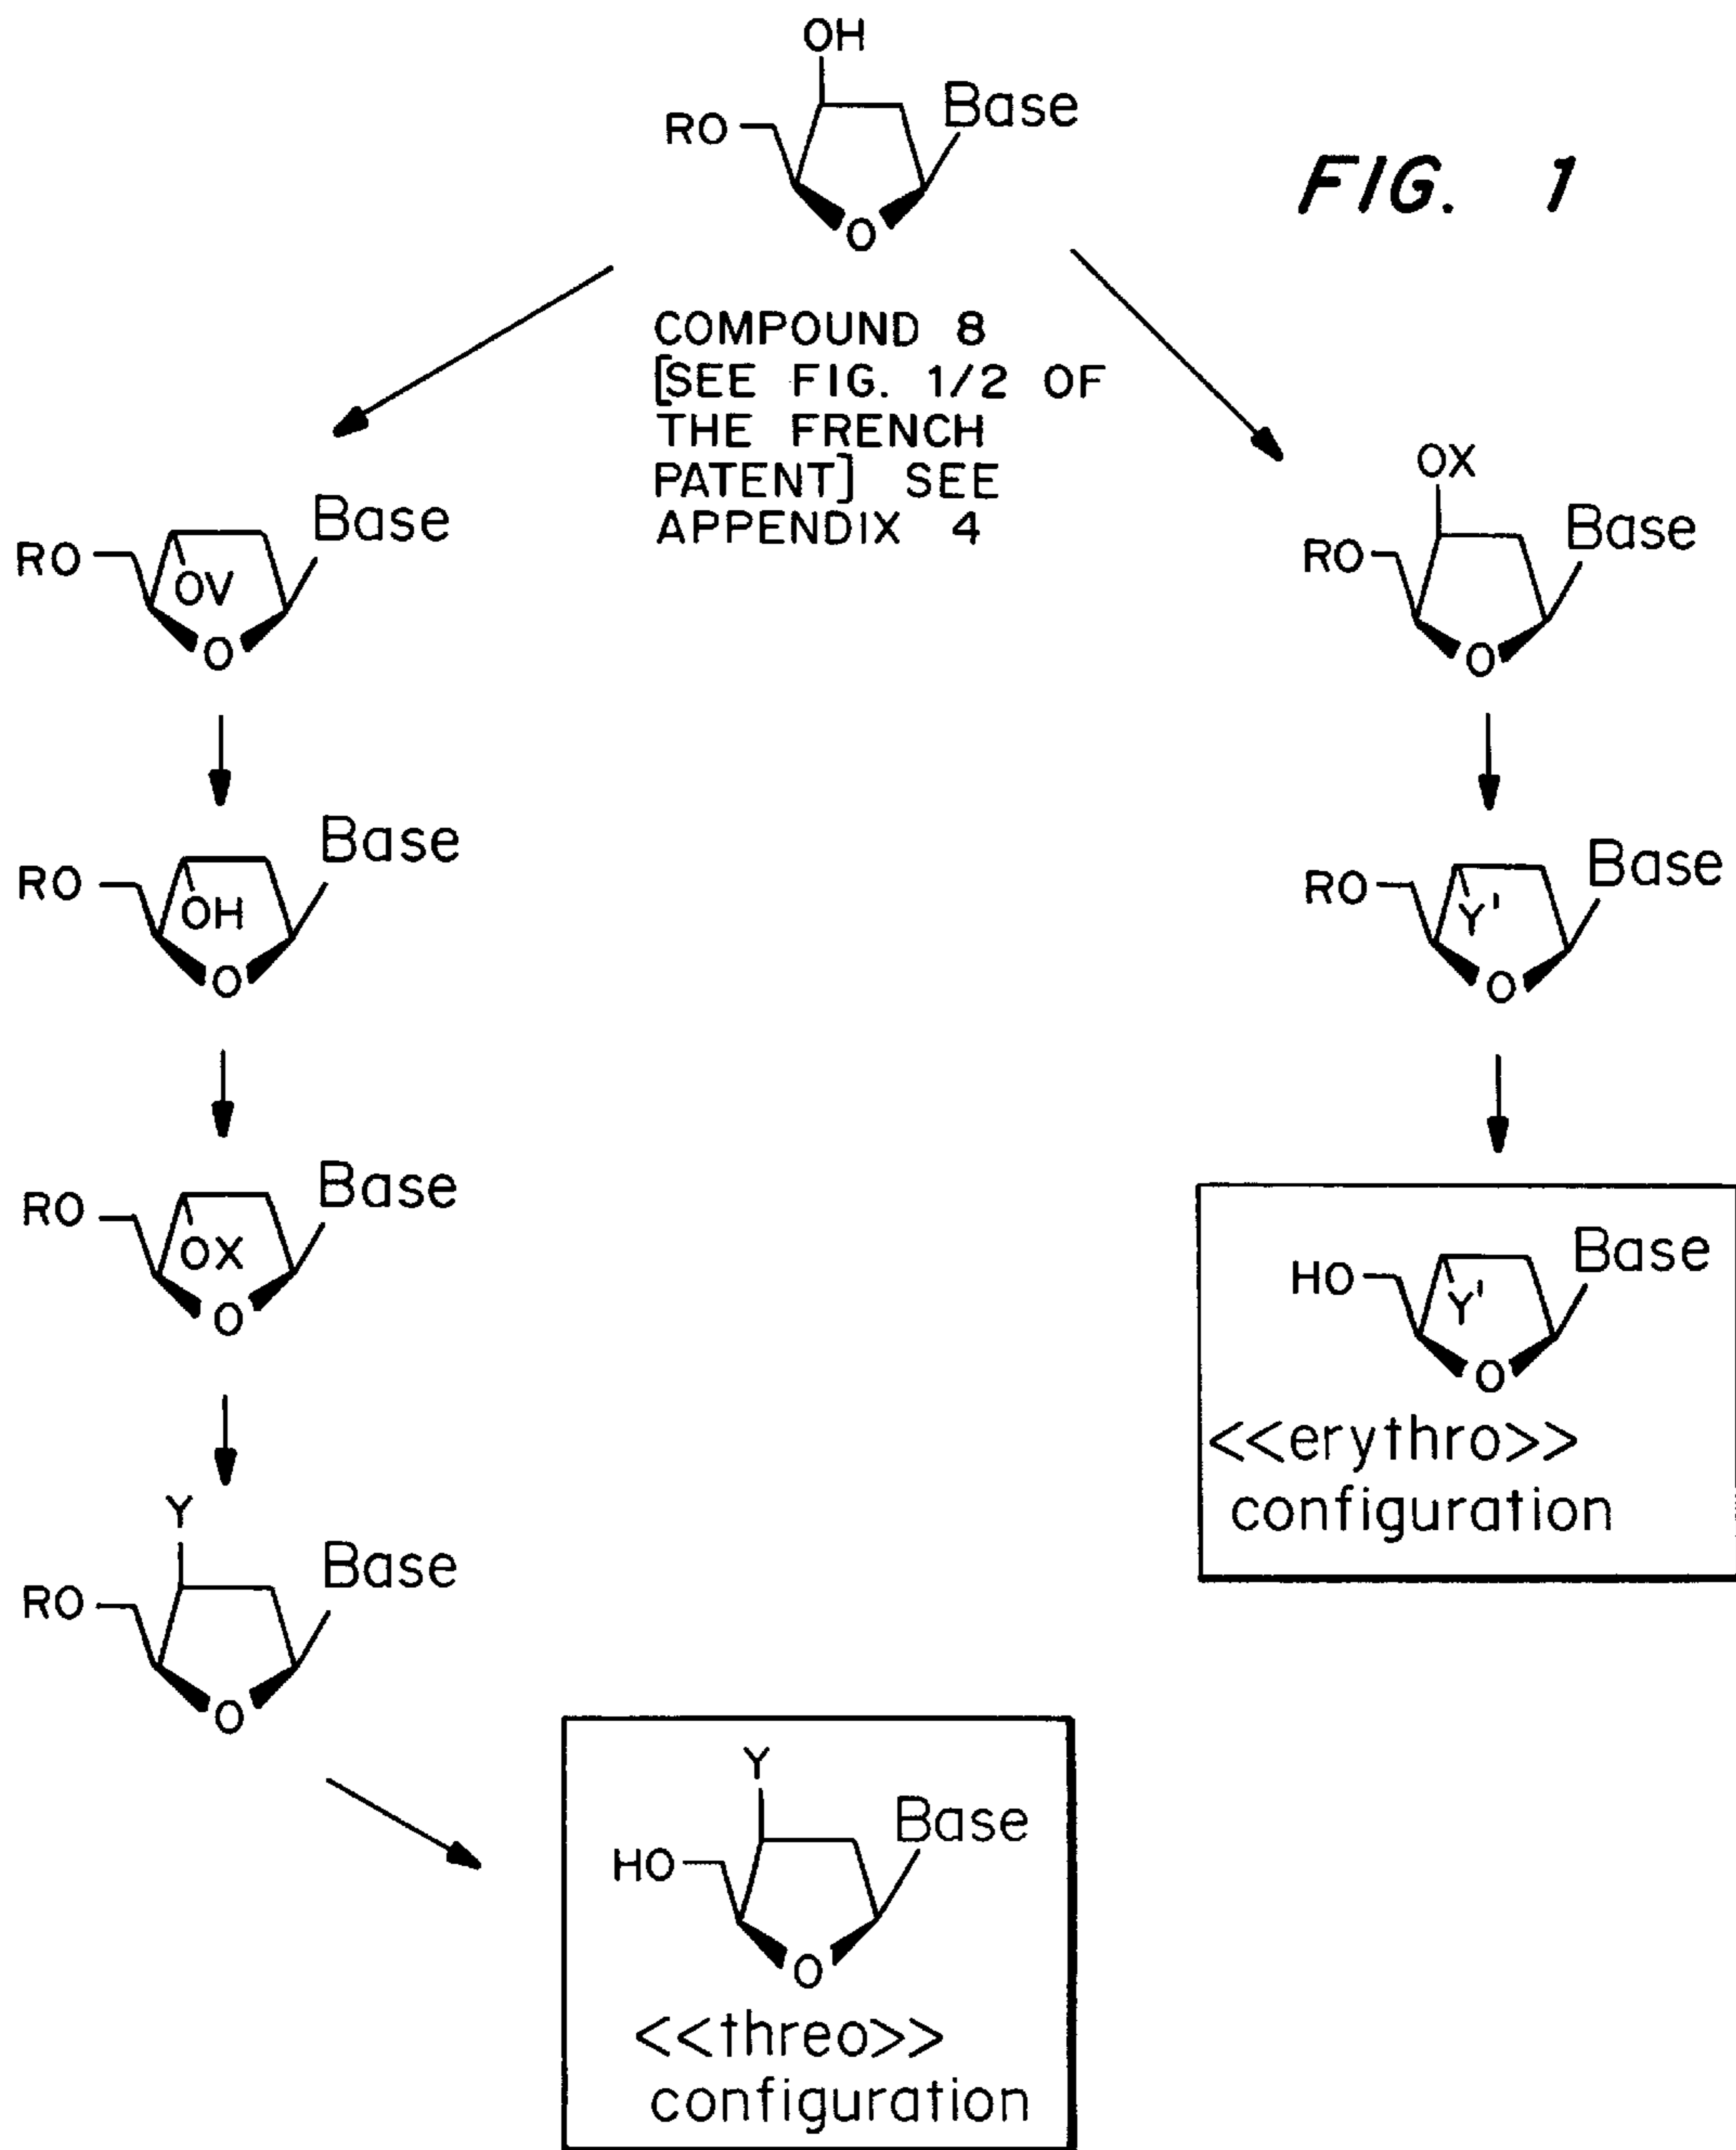 OH
Base
RO
O
FIG. 1
COMPOUND 8
[SEE FIG. 1/2 OF
THE FRENCH
PATENT] SEE
APPENDIX 4
Base
RO
OV
O
Base
RO
OH
O
Base
RO
OX
O
Y
Base
RO
O
Y
Base
HO
O
<<threo>>
configuration
OX
Base
RO
O
Base
RO
Y'
O
Base
HO
Y'
O
<<erythro>>
configuration